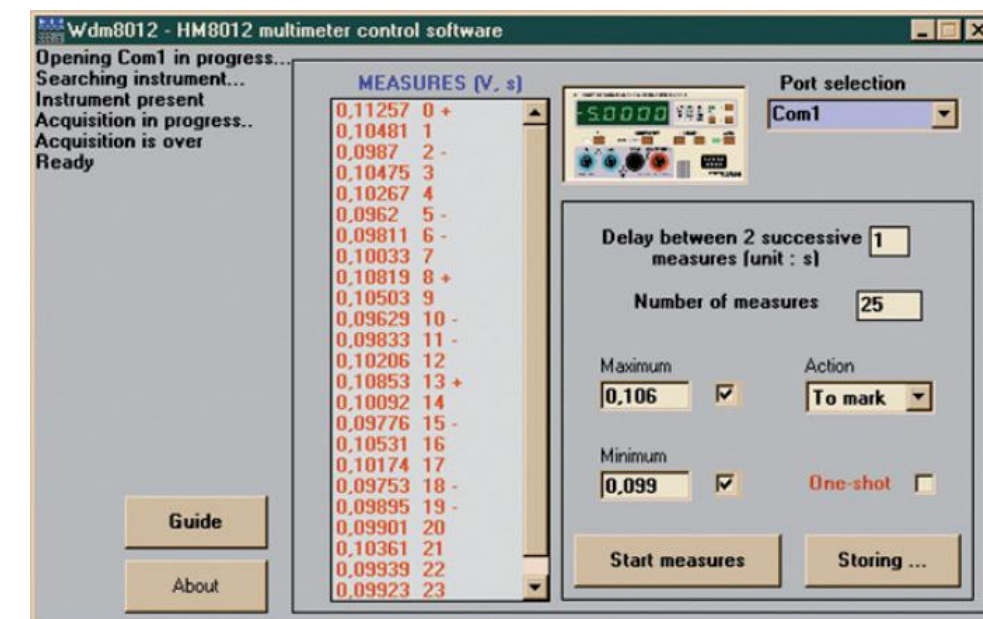 Wdm8012 - HM8012 multimeter control software
Opening Com1 in progress...
Searching instrument...
Instrument present
Acquisition in progress..
Acquisition is over
Ready
MEASURES (V, s)
0,11257 0 +
0,10481 1
0,0987 2 -
0,10475 3
0,10267 4
0,0962 5 -
0,09811 6 -
0,10033 7
0,10819 8 +
0,10503 9
0,09629 10 -
0,09833 11 -
0,10206 12
0,10853 13 +
0,10092 14
0,09776 15 -
0,10531 16
0,10174 17
0,09753 18 -
0,09895 19 -
0,09901 20
0,10361 21
0,09939 22
0,09923 23
-50000
Port selection
Com1
Delay between 2 successive 1
measures (unit : s)
Number of measures 25
Maximum
0,106
Action
To mark
Minimum
0,099
One-shot
Start measures
Storing ...
Guide
About